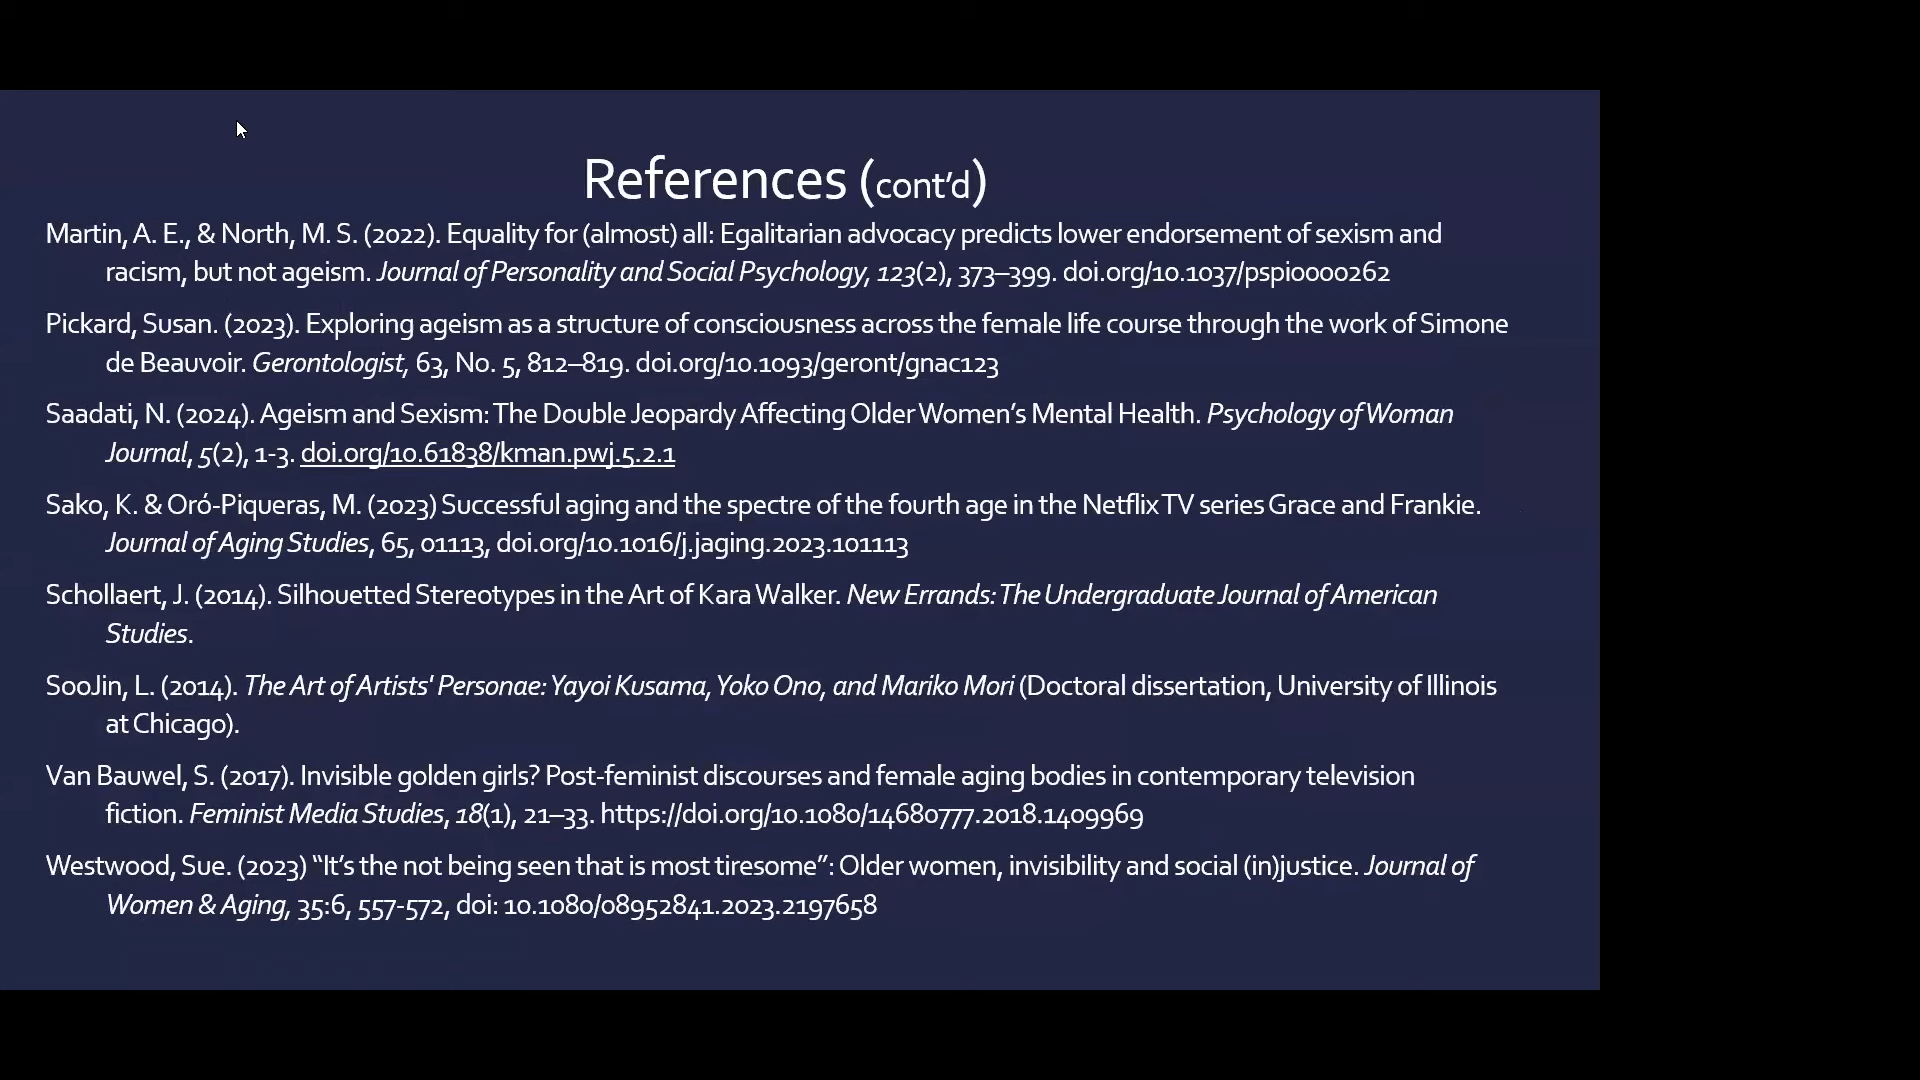 References (cont’d)
Martin, A. E., & North, M. S. (2022). Equality for (almost) all: Egalitarian advocacy predicts lower endorsement of sexism and
racism, but not ageism. Journal of Personality and Social Psychology, 123(2), 373–399. doi.org/10.1037/pspi0000262
Pickard, Susan. (2023). Exploring ageism as a structure of consciousness across the female life course through the work of Simone
de Beauvoir. Gerontologist, 63, No. 5, 812–819. doi.org/10.1093/geront/gnac123
Saadati, N. (2024). Ageism and Sexism: The Double Jeopardy Affecting Older Women’s Mental Health. Psychology of Woman
Journal, 5(2), 1-3. doi.org/10.61838/kman.pwj.5.2.1
Sako, K. & Oró-Piqueras, M. (2023) Successful aging and the spectre of the fourth age in the Netflix TV series Grace and Frankie.
Journal of Aging Studies, 65, 01113, doi.org/10.1016/j.jaging.2023.101113
Schollaert, J. (2014). Silhouetted Stereotypes in the Art of Kara Walker. New Errands: The Undergraduate Journal of American
Studies.
SooJin, L. (2014). The Art of Artists' Personae: Yayoi Kusama, Yoko Ono, and Mariko Mori (Doctoral dissertation, University of Illinois
at Chicago).
Van Bauwel, S. (2017). Invisible golden girls? Post-feminist discourses and female aging bodies in contemporary television
fiction. Feminist Media Studies, 18(1), 21–33. https://doi.org/10.1080/14680777.2018.1409969
Westwood, Sue. (2023) “It’s the not being seen that is most tiresome”: Older women, invisibility and social (in)justice. Journal of
Women & Aging, 35:6, 557-572, doi: 10.1080/08952841.2023.2197658